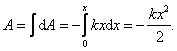 A = ∫ dA = −∫₀ˣ kxdx = −kx²/2.